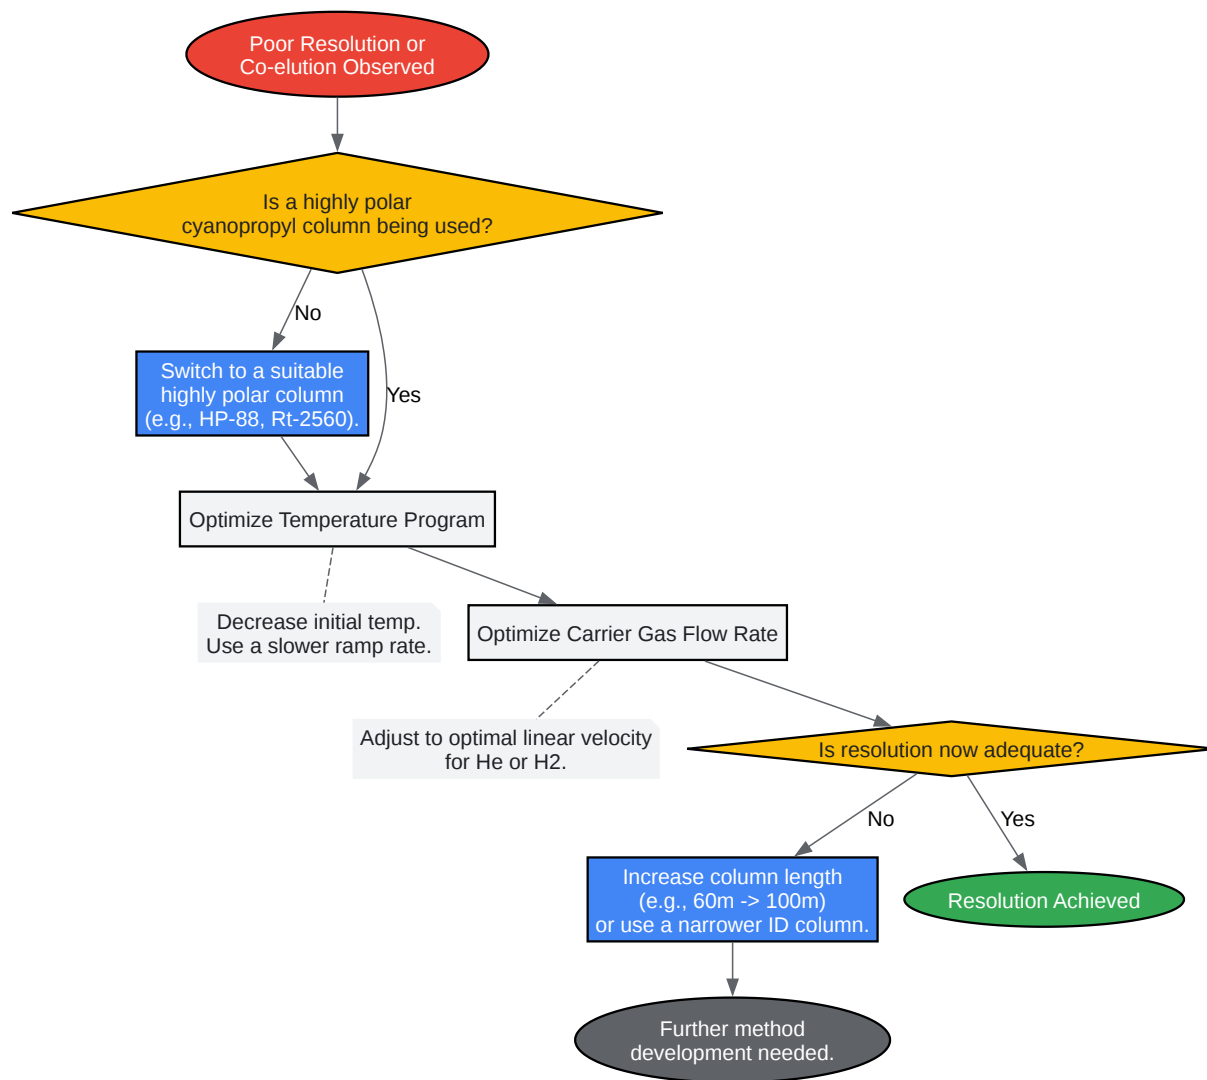 Poor Resolution or
Co-elution Observed
Is a highly polar
cyanopropyl column being used?
No
Switch to a suitable
highly polar column
(e.g., HP-88, Rt-2560).
Yes
Optimize Temperature Program
Decrease initial temp.
Use a slower ramp rate.
Optimize Carrier Gas Flow Rate
Adjust to optimal linear velocity
for He or H2.
Is resolution now adequate?
No
Yes
Increase column length
(e.g., 60m -> 100m)
or use a narrower ID column.
Resolution Achieved
Further method
development needed.